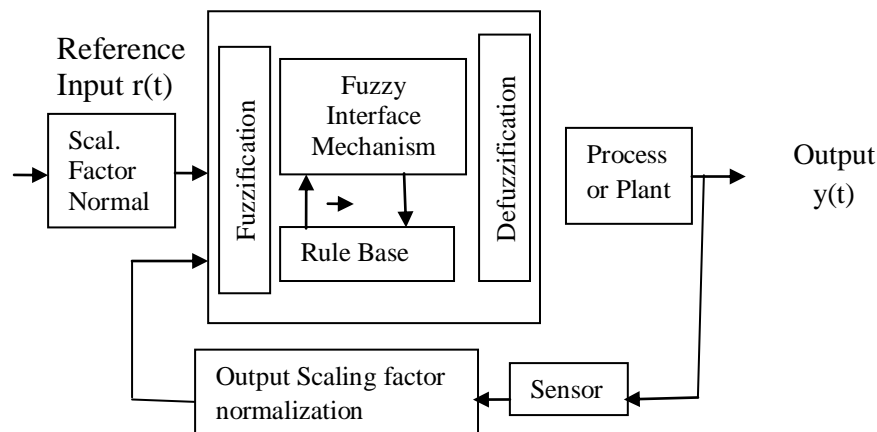 Reference
Input r(t)
Scal.
Factor
Normal
Fuzzification
Fuzzy
Interface
Mechanism
Rule Base
Defuzzification
Process
or Plant
Output
y(t)
Output Scaling factor
normalization
Sensor